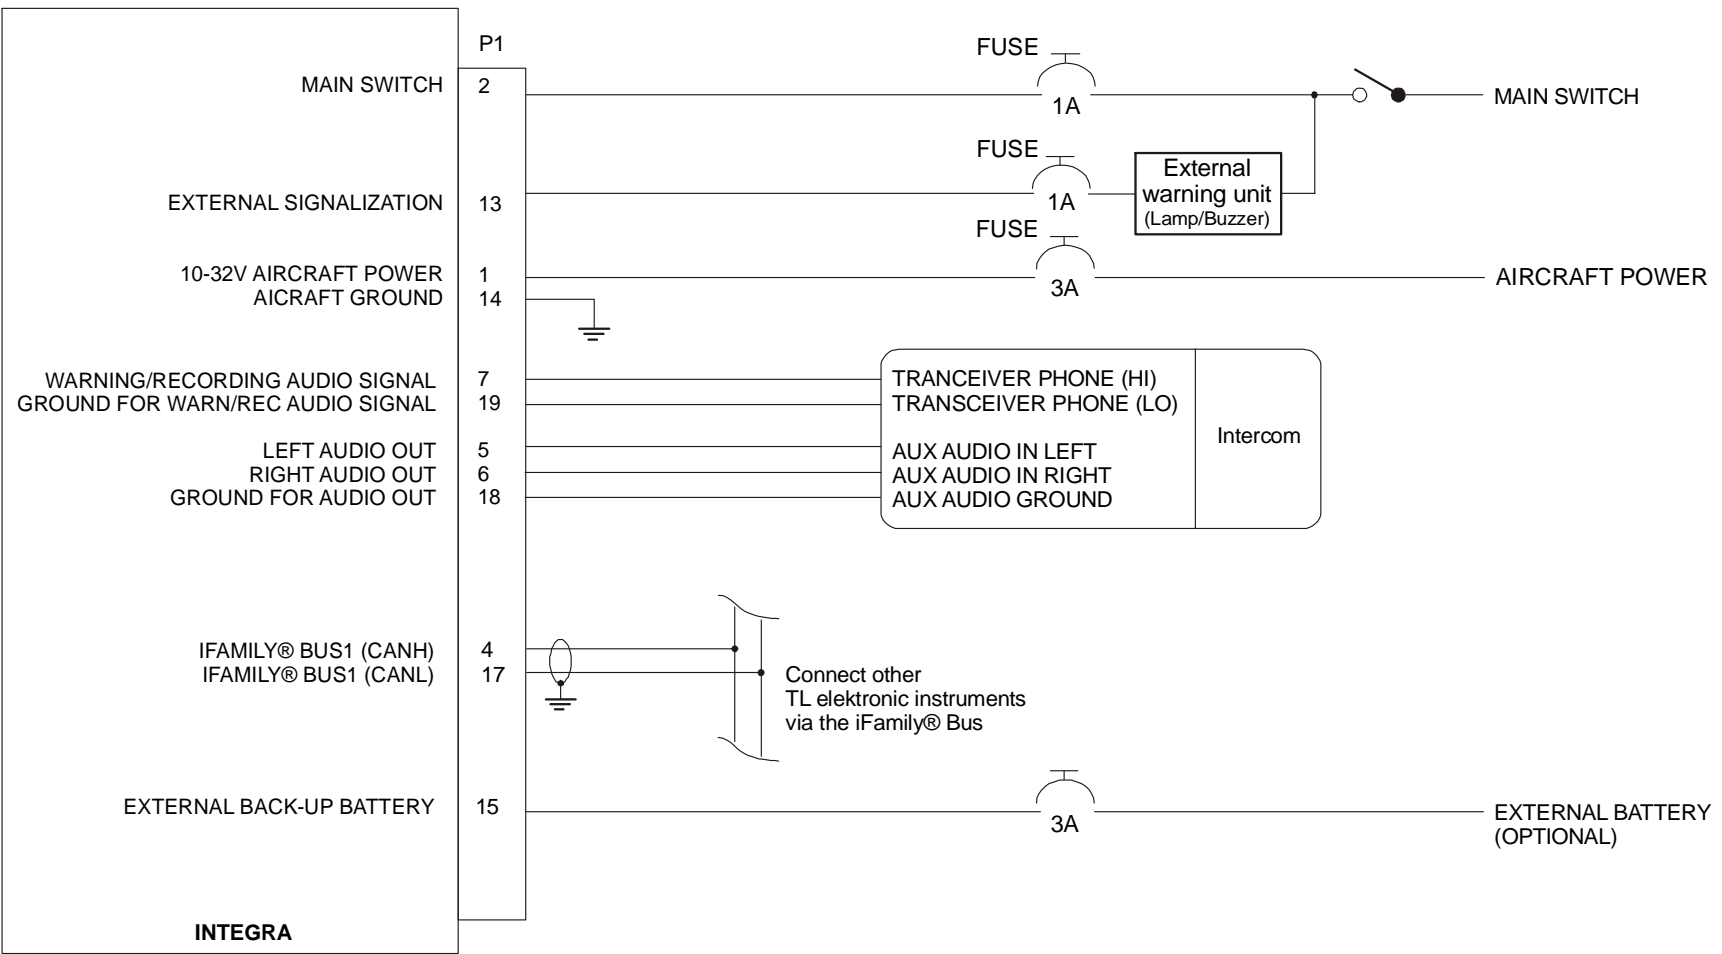 P1
FUSE
MAIN SWITCH 2 1A MAIN SWITCH
FUSE
External
warning unit
(Lamp/Buzzer)
EXTERNAL SIGNALIZATION 13 1A
FUSE
10-32V AIRCRAFT POWER 1 3A AIRCRAFT POWER
AICRAFT GROUND 14
WARNING/RECORDING AUDIO SIGNAL 7 TRANCEIVER PHONE (HI)
GROUND FOR WARN/REC AUDIO SIGNAL 19 TRANSCEIVER PHONE (LO)
Intercom
LEFT AUDIO OUT 5 AUX AUDIO IN LEFT
RIGHT AUDIO OUT 6 AUX AUDIO IN RIGHT
GROUND FOR AUDIO OUT 18 AUX AUDIO GROUND
IFAMILY® BUS1 (CANH) 4
IFAMILY® BUS1 (CANL) 17
Connect other
TL elektronic instruments
via the iFamily® Bus
EXTERNAL BACK-UP BATTERY 15 3A EXTERNAL BATTERY
(OPTIONAL)
INTEGRA